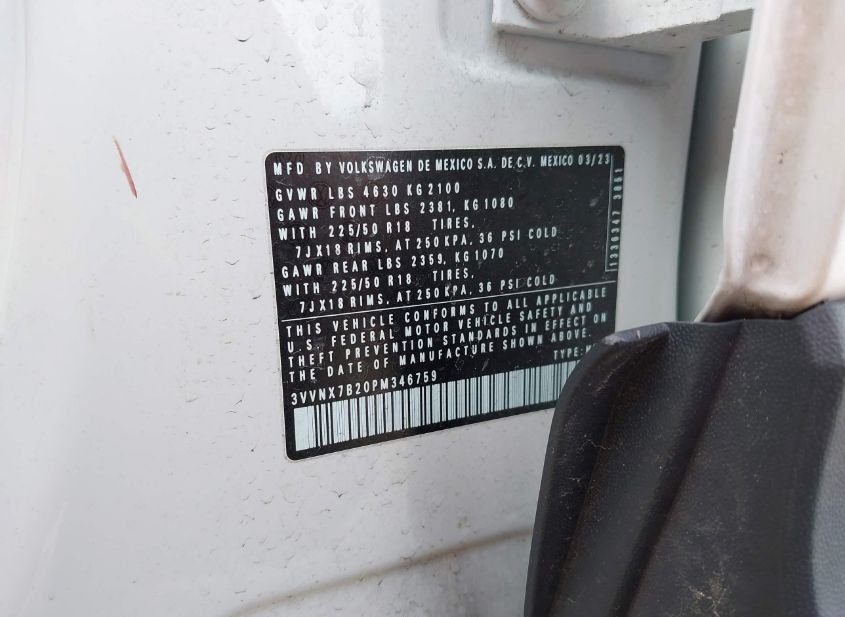 MFD BY VOLKSWAGEN DE MEXICO S.A. DE C.V. MEXICO 03/23
GVWR LBS 4630 KG 2100
GAWR FRONT LBS 2381, KG 1080
WITH 225/50 R18 TIRES,
7JX18 RIMS, AT 250 KPA, 36 PSI COLD
GAWR REAR LBS 2359, KG 1070
WITH 225/50 R18 TIRES,
7JX18 RIMS, AT 250 KPA, 36 PSI COLD
THIS VEHICLE CONFORMS TO ALL APPLICABLE
U.S. FEDERAL MOTOR VEHICLE SAFETY AND
THEFT PREVENTION STANDARDS IN EFFECT ON
THE DATE OF MANUFACTURE SHOWN ABOVE.
TYPE:
3VVNX7B20PM346759
1336347 3051